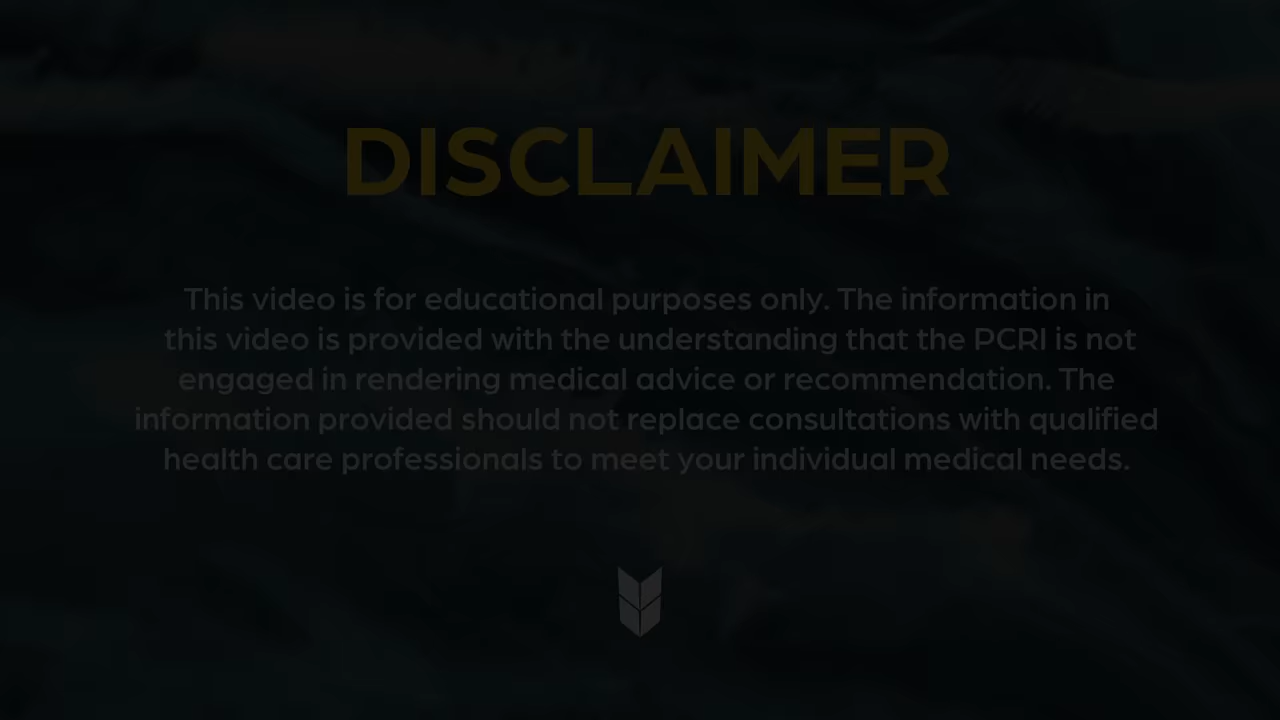 DISCLAIMER
This video is for educational purposes only. The information in
this video is provided with the understanding that the PCRI is not
engaged in rendering medical advice or recommendation. The
information provided should not replace consultations with qualified
health care professionals to meet your individual medical needs.